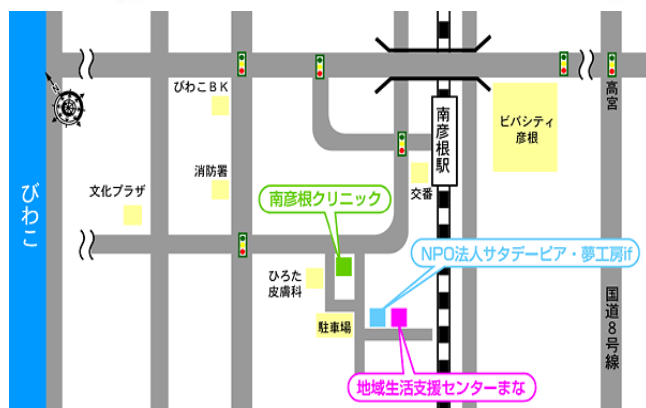 びわこBK
高宮
ビバシティ
彦根
南彦根駅
消防署
交番
文化プラザ
南彦根クリニック
びわこ
NPO法人サタデーピア・夢工房if
ひろた
皮膚科
駐車場
国道8号線
地域生活支援センターまな